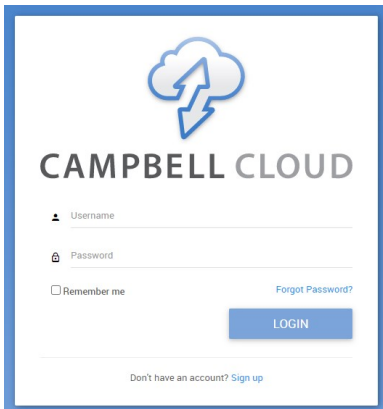 CAMPBELL CLOUD
Username
Password
Remember me Forgot Password?
LOGIN
Don't have an account? Sign up